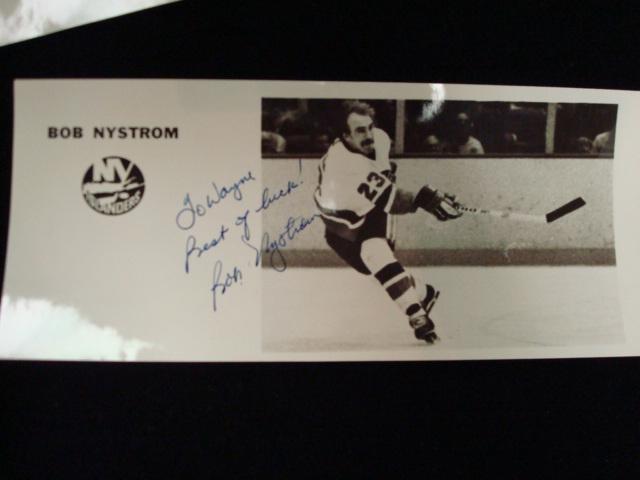 BOB NYSTROM
NY
ISLANDERS
To Wayne
Best of luck!
Bob Nystrom
23